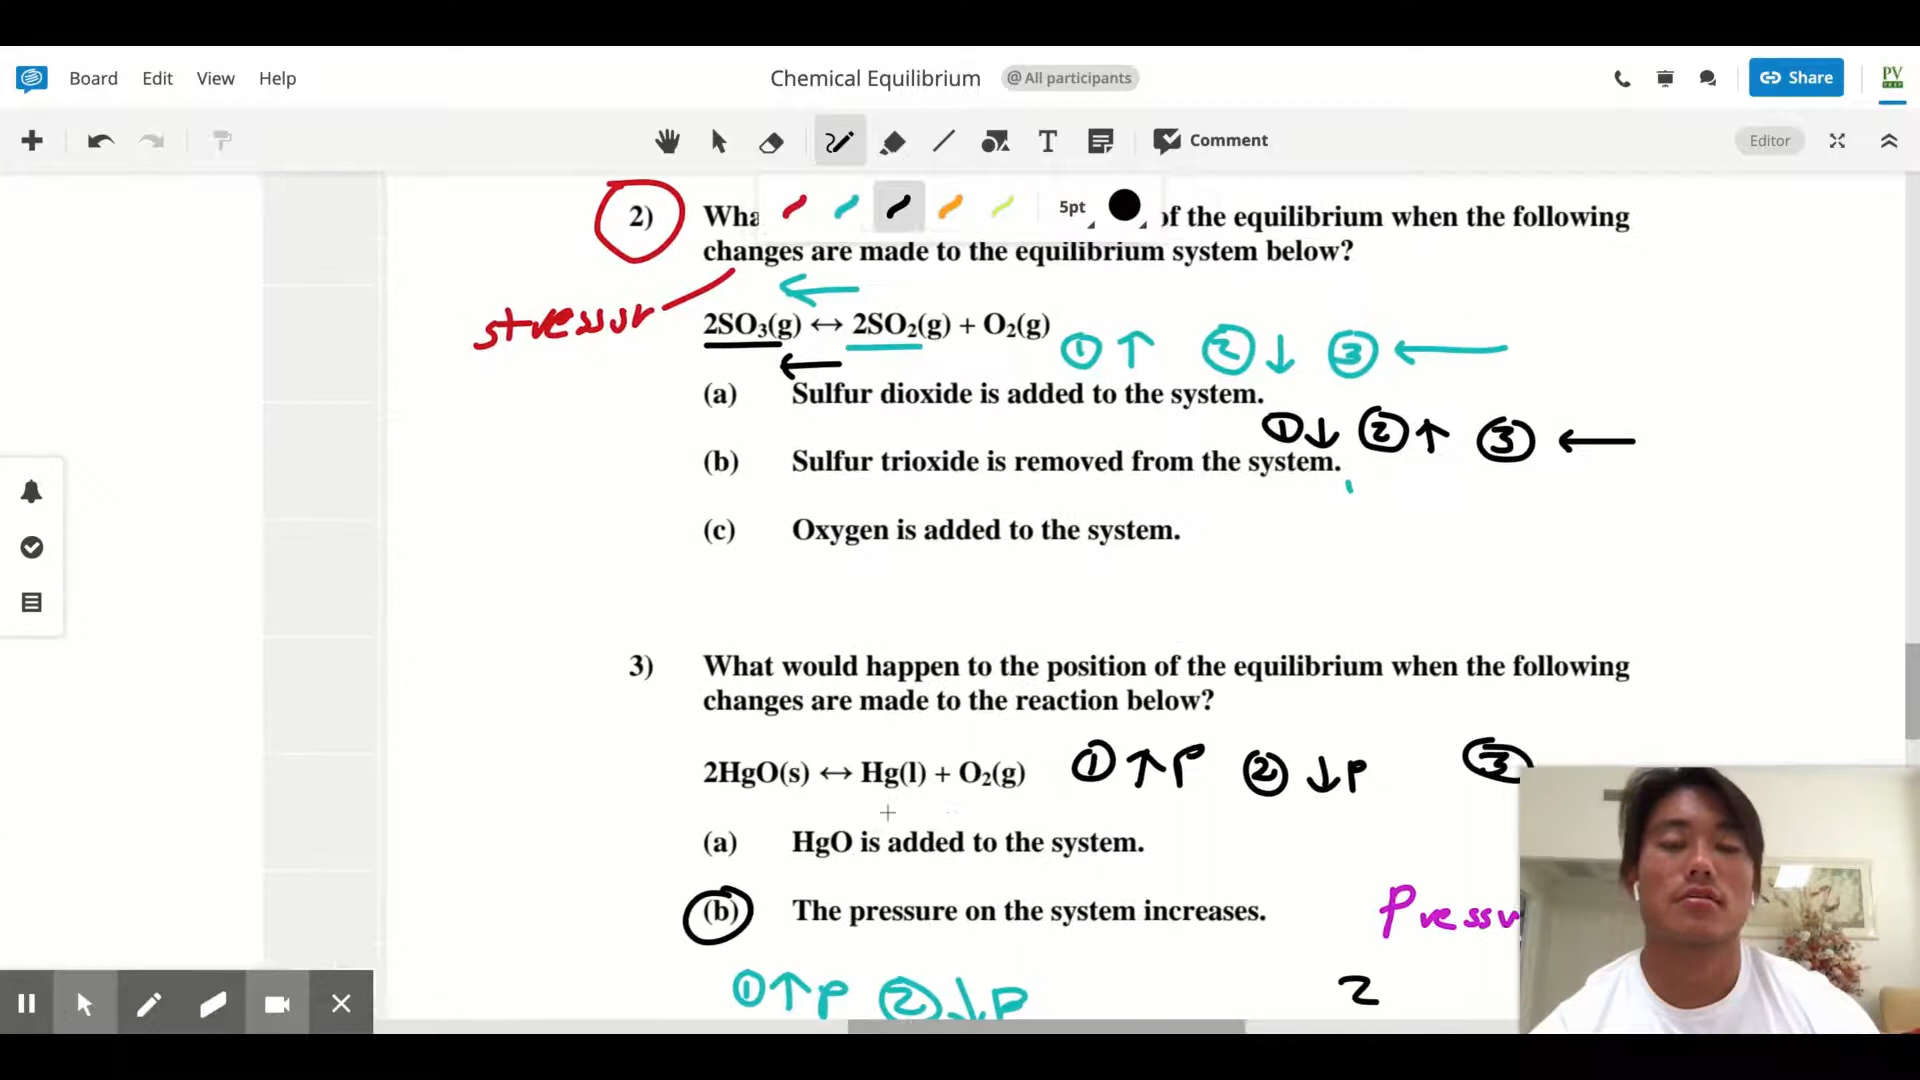 Board Edit View Help Chemical Equilibrium @ All participants Share PV PREP
5pt Comment Editor
2) Wha of the equilibrium when the following
changes are made to the equilibrium system below?
stressor
2SO₃(g) ↔ 2SO₂(g) + O₂(g) ① ↑ ② ↓ ③ ←
(a) Sulfur dioxide is added to the system.
① ↓ ② ↑ ③ ←
(b) Sulfur trioxide is removed from the system.
(c) Oxygen is added to the system.
3) What would happen to the position of the equilibrium when the following
changes are made to the reaction below?
2HgO(s) ↔ Hg(l) + O₂(g) ① ↑ P ② ↓ P ③
(a) HgO is added to the system.
(b) The pressure on the system increases. Pressur
① ↑ P ② ↓ P 2